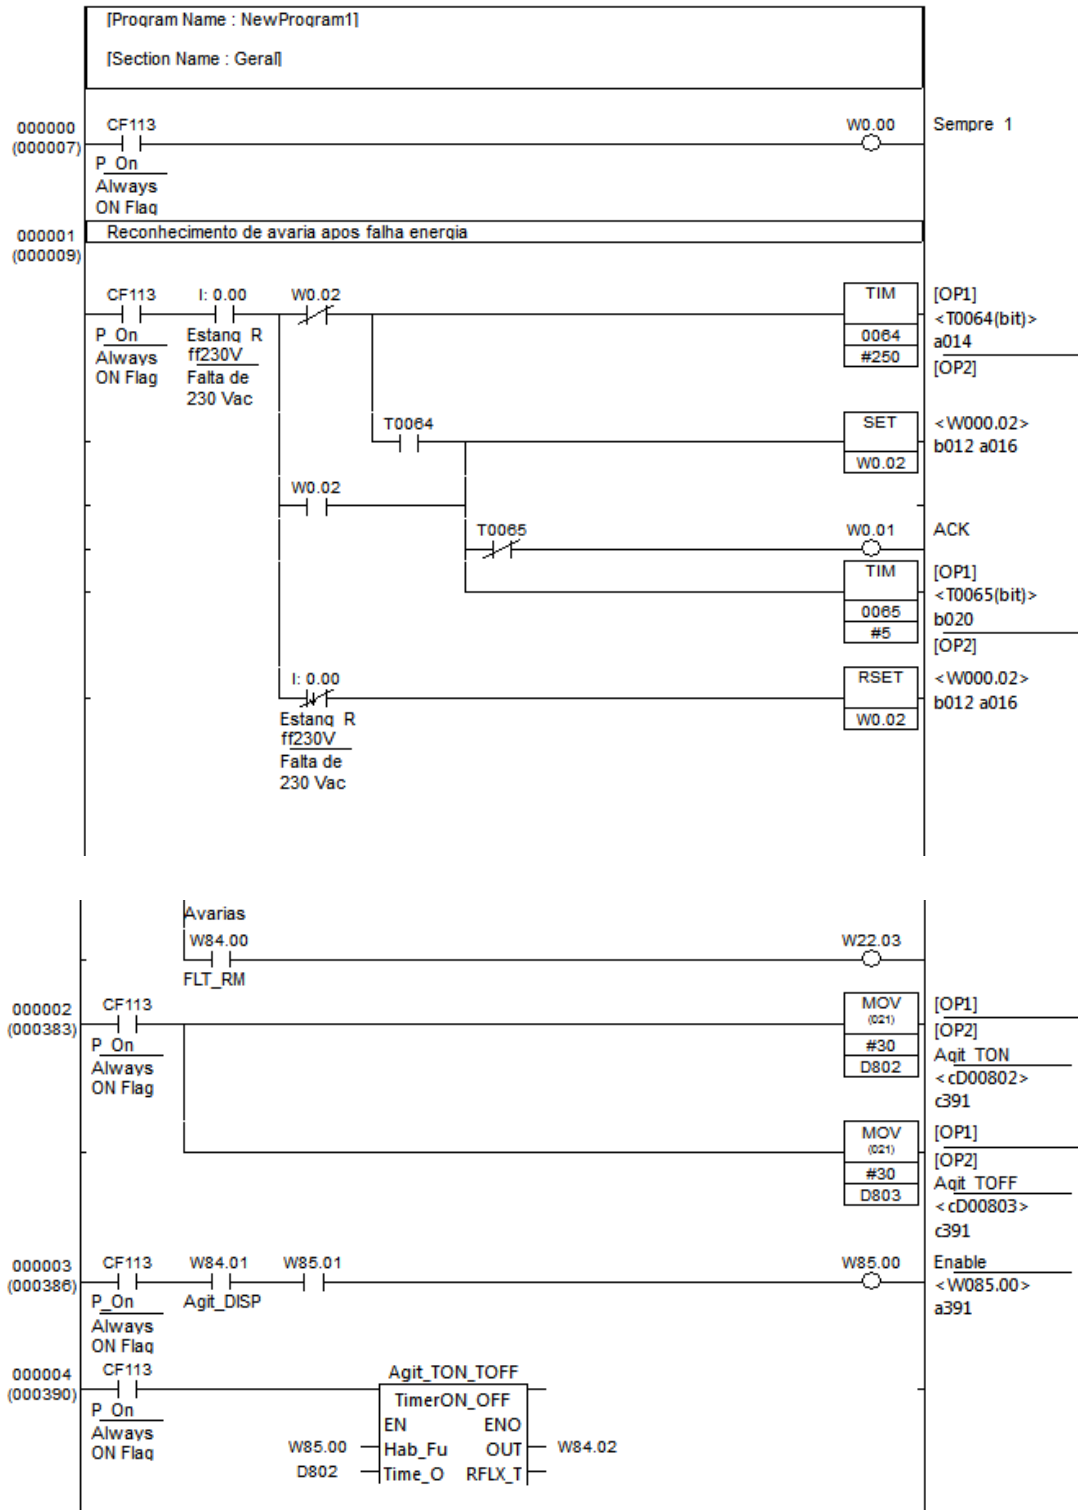 [Program Name : NewProgram1]
[Section Name : Geral]
000000
(000007)
CF113
P_On
Always
ON Flag
W0.00
Sempre 1
000001
(000009)
Reconhecimento de avaria apos falha energia
CF113
P_On
Always
ON Flag
I: 0.00
Estanq_R
ff230V
Falta de
230 Vac
W0.02
TIM
0064
#250
[OP1]
<T0064(bit)>
a014
[OP2]
T0064
SET
W0.02
<W000.02>
b012 a016
W0.02
T0065
W0.01
ACK
TIM
0065
#5
[OP1]
<T0065(bit)>
b020
[OP2]
I: 0.00
Estanq_R
ff230V
Falta de
230 Vac
RSET
W0.02
<W000.02>
b012 a016
Avarias
W84.00
FLT_RM
W22.03
000002
(000383)
CF113
P_On
Always
ON Flag
MOV
(021)
#30
D802
[OP1]
[OP2]
Agit_TON
<cD00802>
c391
MOV
(021)
#30
D803
[OP1]
[OP2]
Agit_TOFF
<cD00803>
c391
000003
(000386)
CF113
P_On
Always
ON Flag
W84.01
Agit_DISP
W85.01
W85.00
Enable
<W085.00>
a391
000004
(000390)
CF113
P_On
Always
ON Flag
Agit_TON_TOFF
TimerON_OFF
EN ENO
W85.00 Hab_Fu OUT W84.02
D802 Time_O RFLX_T